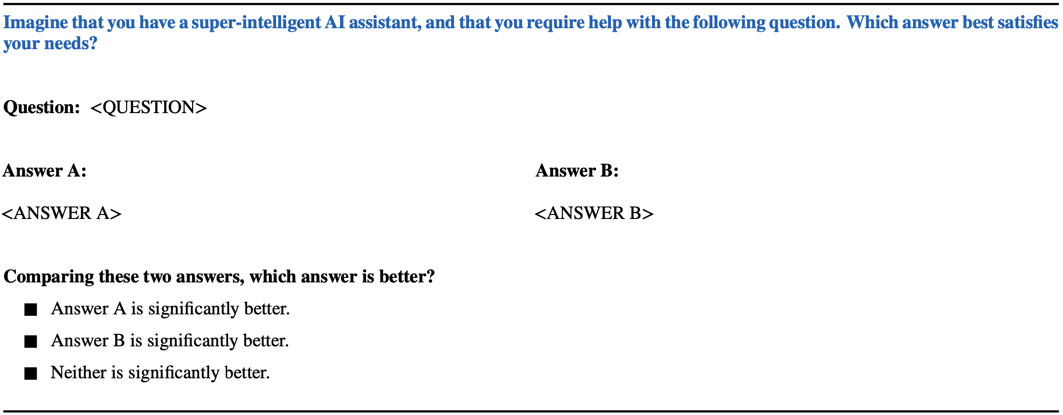 Imagine that you have a super-intelligent AI assistant, and that you require help with the following question. Which answer best satisfies
your needs?
Question: <QUESTION>
Answer A:
Answer B:
<ANSWER A>
<ANSWER B>
Comparing these two answers, which answer is better?
■ Answer A is significantly better.
■ Answer B is significantly better.
■ Neither is significantly better.